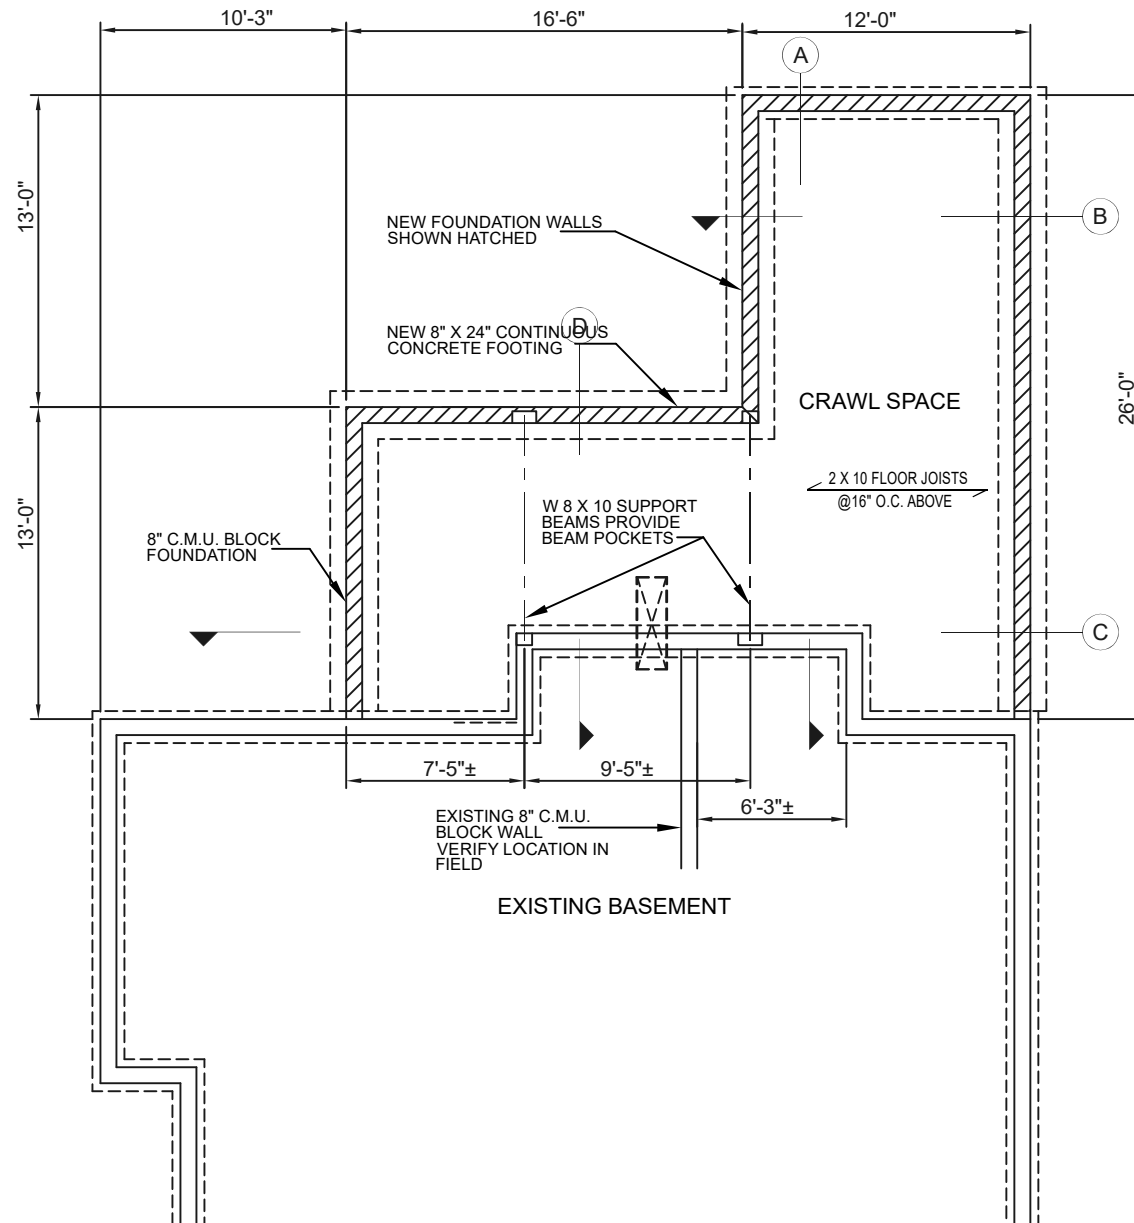 10'-3"
16'-6"
12'-0"
A
13'-0"
B
NEW FOUNDATION WALLS
SHOWN HATCHED
D
NEW 8" X 24" CONTINUOUS
CONCRETE FOOTING
CRAWL SPACE
26'-0"
2 X 10 FLOOR JOISTS
@16" O.C. ABOVE
13'-0"
W 8 X 10 SUPPORT
BEAMS PROVIDE
BEAM POCKETS
8" C.M.U. BLOCK
FOUNDATION
C
7'-5"±
9'-5"±
6'-3"±
EXISTING 8" C.M.U.
BLOCK WALL
VERIFY LOCATION IN
FIELD
EXISTING BASEMENT